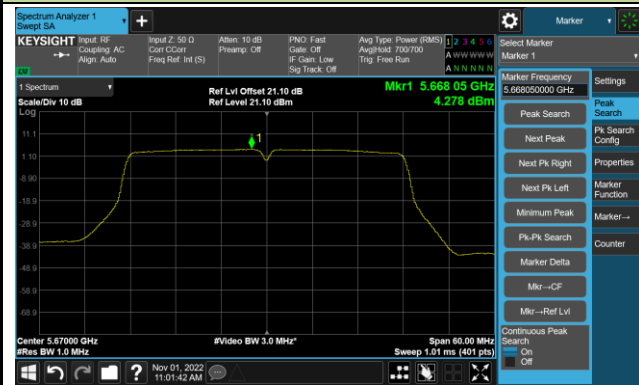 Spectrum Analyzer 1
Swept SA
Marker
KEYSIGHT
Input: RF
Coupling: AC
Align: Auto
Input Z: 50 Ω
Corr CCorr
Freq Ref: Int (S)
Atten: 10 dB
Preamp: Off
PNO: Fast
Gate: Off
IF Gain: Low
Sig Track: Off
Avg Type: Power (RMS)
Avg|Hold: 700/700
Trig: Free Run
1 2 3 4 5 6
A W W W W W
A N N N N N
LXI
Select Marker
Marker 1
1 Spectrum
Scale/Div 10 dB
Log
Ref Lvl Offset 21.10 dB
Ref Level 21.10 dBm
Mkr1 5.668 05 GHz
4.278 dBm
Marker Frequency
5.668050000 GHz
Settings
Peak Search
Peak
Search
Next Peak
Pk Search
Config
Next Pk Right
Properties
Next Pk Left
Marker
Function
Minimum Peak
Marker→
Pk-Pk Search
Counter
Marker Delta
Mkr→CF
Mkr→Ref Lvl
Continuous Peak
Search
On
Off
11.1
1
1.10
-8.90
-18.9
-28.9
-38.9
-48.9
-58.9
-68.9
Center 5.67000 GHz
#Res BW 1.0 MHz
#Video BW 3.0 MHz*
Span 60.00 MHz
Sweep 1.01 ms (401 pts)
Nov 01, 2022
11:01:42 AM